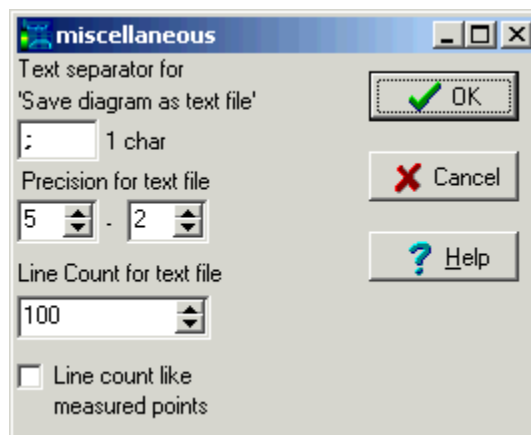 miscellaneous
Text separator for
'Save diagram as text file'
; 1 char
Precision for text file
5 - 2
Line Count for text file
100
Line count like
measured points
OK
Cancel
Help